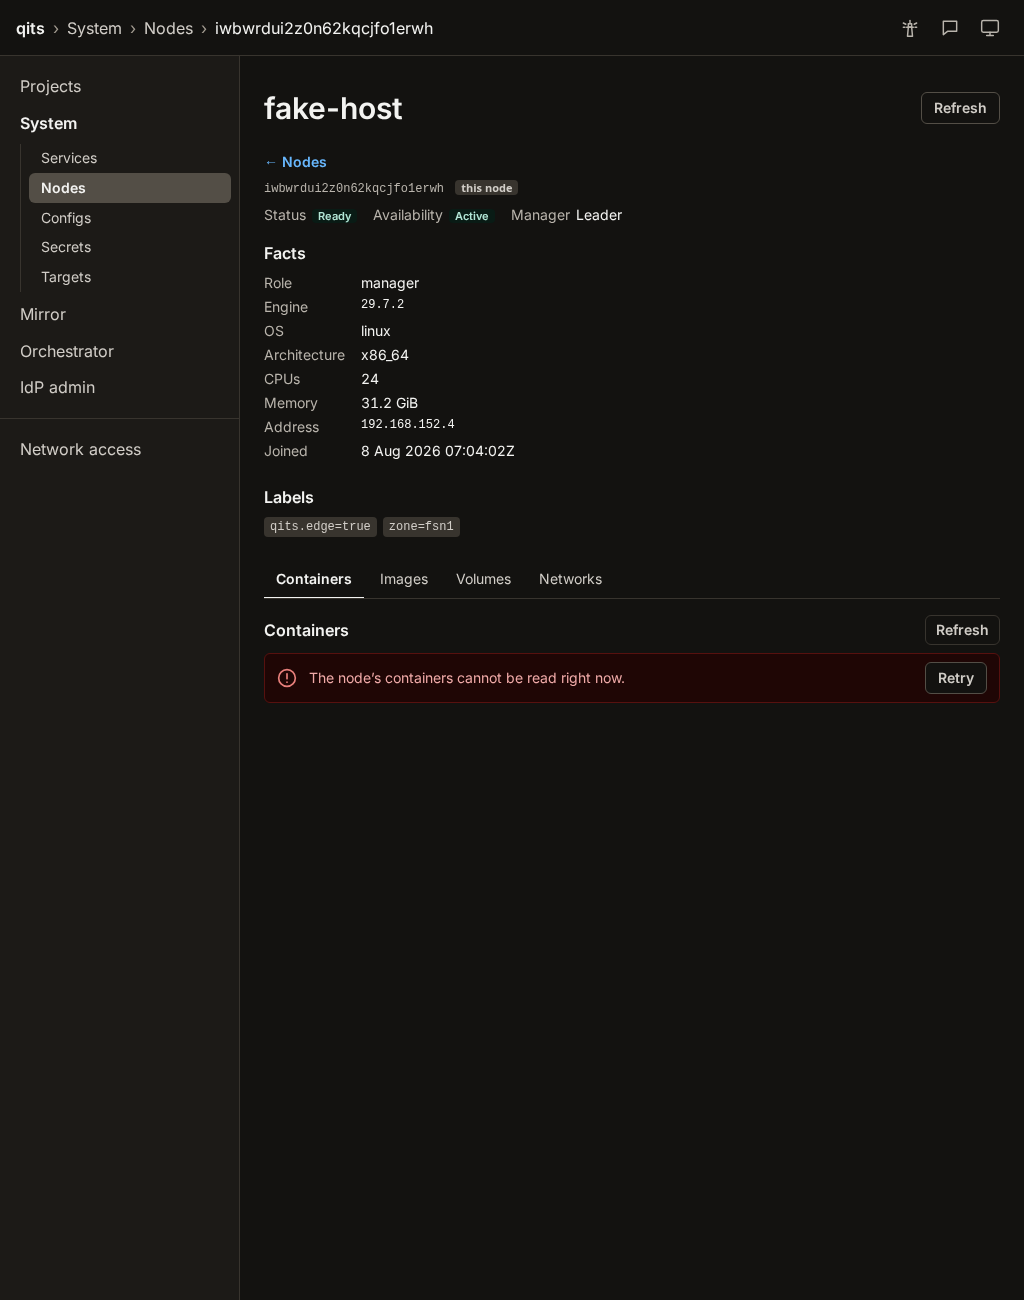 qits › System › Nodes › iwbwrdui2z0n62kqcjfo1erwh
Projects
System
Services
Nodes
Configs
Secrets
Targets
Mirror
Orchestrator
IdP admin
Network access
fake-host
Refresh
← Nodes
iwbwrdui2z0n62kqcjfo1erwh this node
Status Ready Availability Active Manager Leader
Facts
Role manager
Engine 29.7.2
OS linux
Architecture x86_64
CPUs 24
Memory 31.2 GiB
Address 192.168.152.4
Joined 8 Aug 2026 07:04:02Z
Labels
qits.edge=true zone=fsn1
Containers Images Volumes Networks
Containers
Refresh
The node’s containers cannot be read right now.
Retry